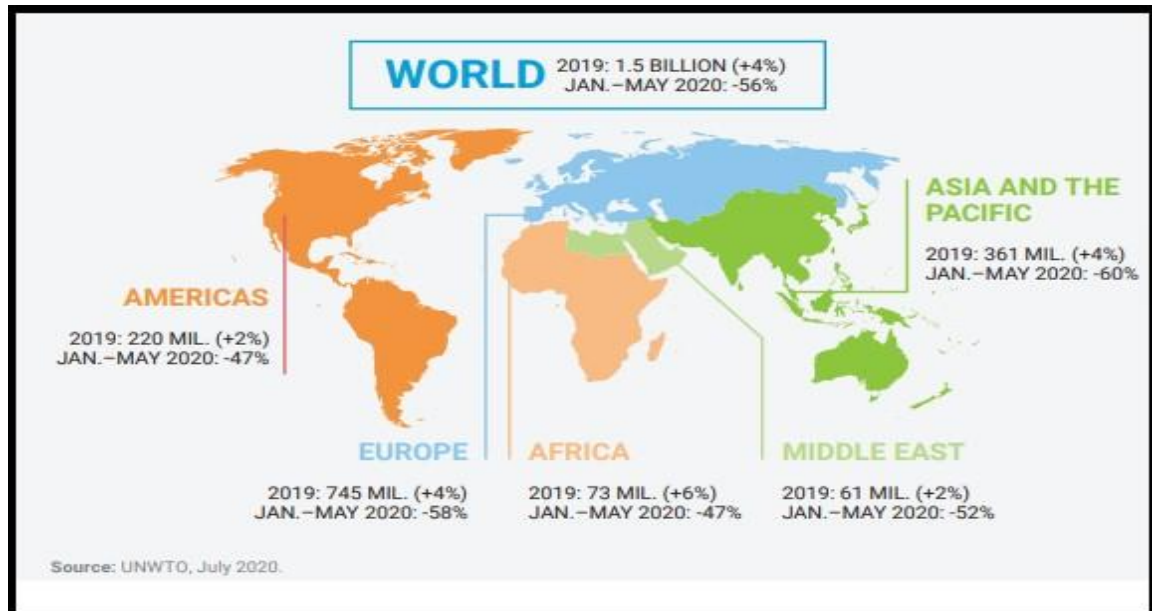 WORLD 2019: 1.5 BILLION (+4%)
JAN.–MAY 2020: -56%
ASIA AND THE
PACIFIC
2019: 361 MIL. (+4%)
JAN.–MAY 2020: -60%
AMERICAS
2019: 220 MIL. (+2%)
JAN.–MAY 2020: -47%
EUROPE
2019: 745 MIL. (+4%)
JAN.–MAY 2020: -58%
AFRICA
2019: 73 MIL. (+6%)
JAN.–MAY 2020: -47%
MIDDLE EAST
2019: 61 MIL. (+2%)
JAN.–MAY 2020: -52%
Source: UNWTO, July 2020.